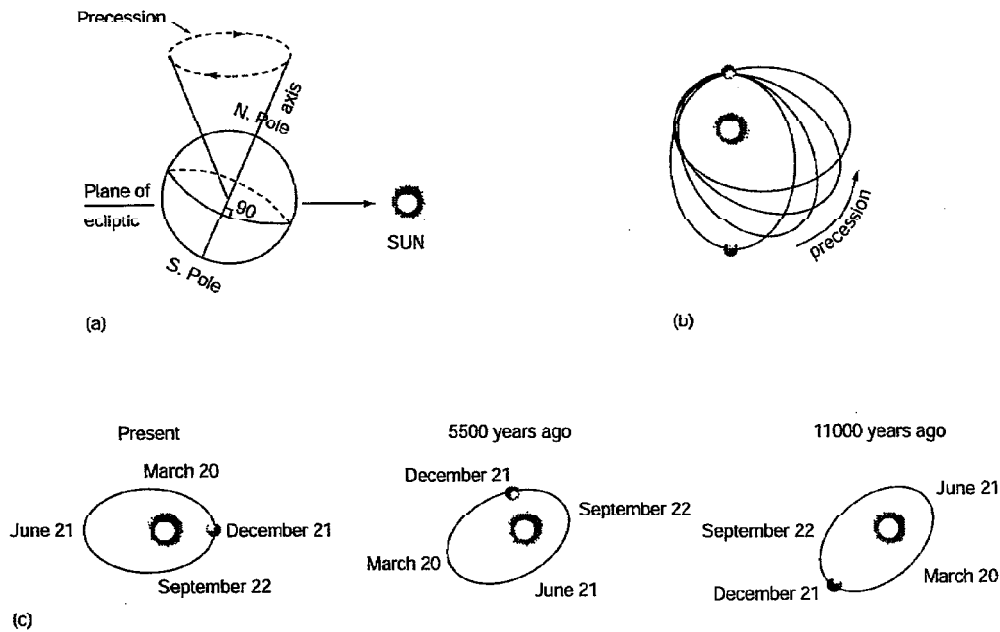 Precession
axis
N. Pole
Plane of
ecliptic
90
SUN
S. Pole
(a)
precession
(b)
Present
March 20
June 21
December 21
September 22
5500 years ago
December 21
September 22
March 20
June 21
11000 years ago
June 21
September 22
March 20
December 21
(c)